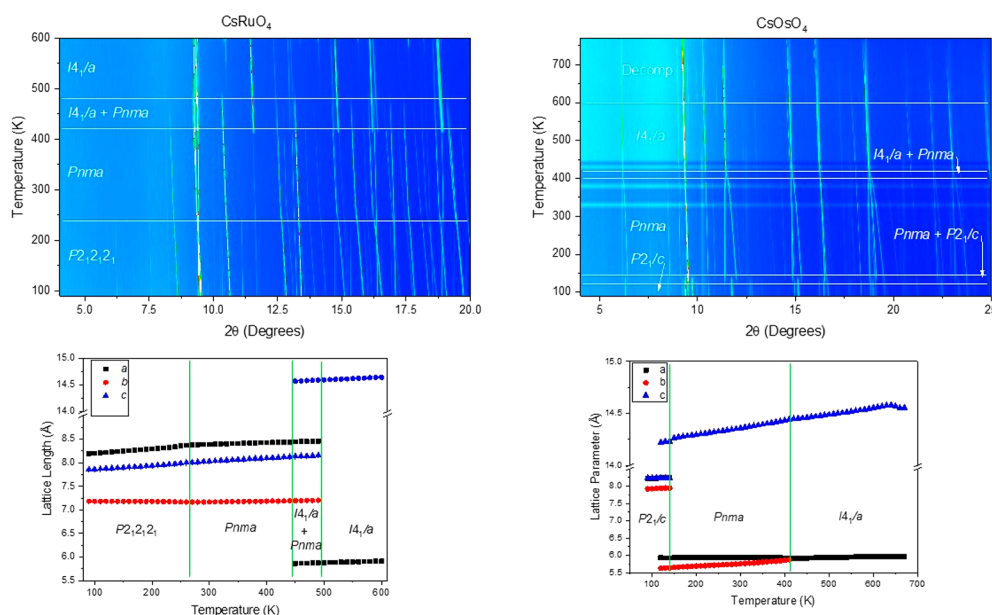 CsRuO₄
600
500
400
300
200
100
Temperature (K)
I4₁/a
I4₁/a + Pnma
Pnma
P2₁2₁2₁
5.0
7.5
10.0
12.5
15.0
17.5
20.0
2θ (Degrees)
CsOsO₄
700
600
500
400
300
200
100
Temperature (K)
Decomp
I4₁/a
I4₁/a + Pnma
Pnma
Pnma + P2₁/c
P2₁/c
5
10
15
20
25
2θ (Degrees)
15.0
14.5
14.0
8.5
8.0
7.5
7.0
6.5
6.0
5.5
Lattice Length (Å)
a
b
c
P2₁2₁2₁
Pnma
I4₁/a
+
Pnma
I4₁/a
100
200
300
400
500
600
Temperature (K)
14.5
14.0
8.0
7.5
7.0
6.5
6.0
5.5
Lattice Parameter (Å)
a
b
c
P2₁/c
Pnma
I4₁/a
100
200
300
400
500
600
700
Temperature (K)